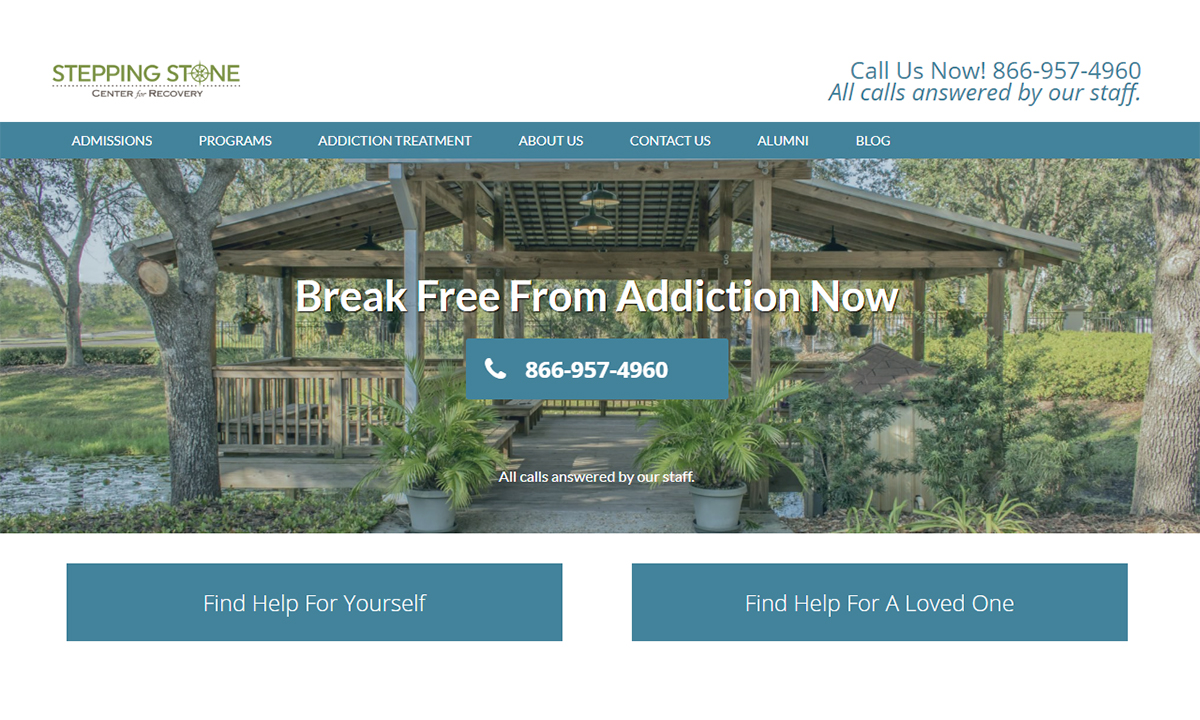 STEPPING STONE
CENTER for RECOVERY
Call Us Now! 866-957-4960
All calls answered by our staff.
ADMISSIONS PROGRAMS ADDICTION TREATMENT ABOUT US CONTACT US ALUMNI BLOG
Break Free From Addiction Now
866-957-4960
All calls answered by our staff.
Find Help For Yourself Find Help For A Loved One